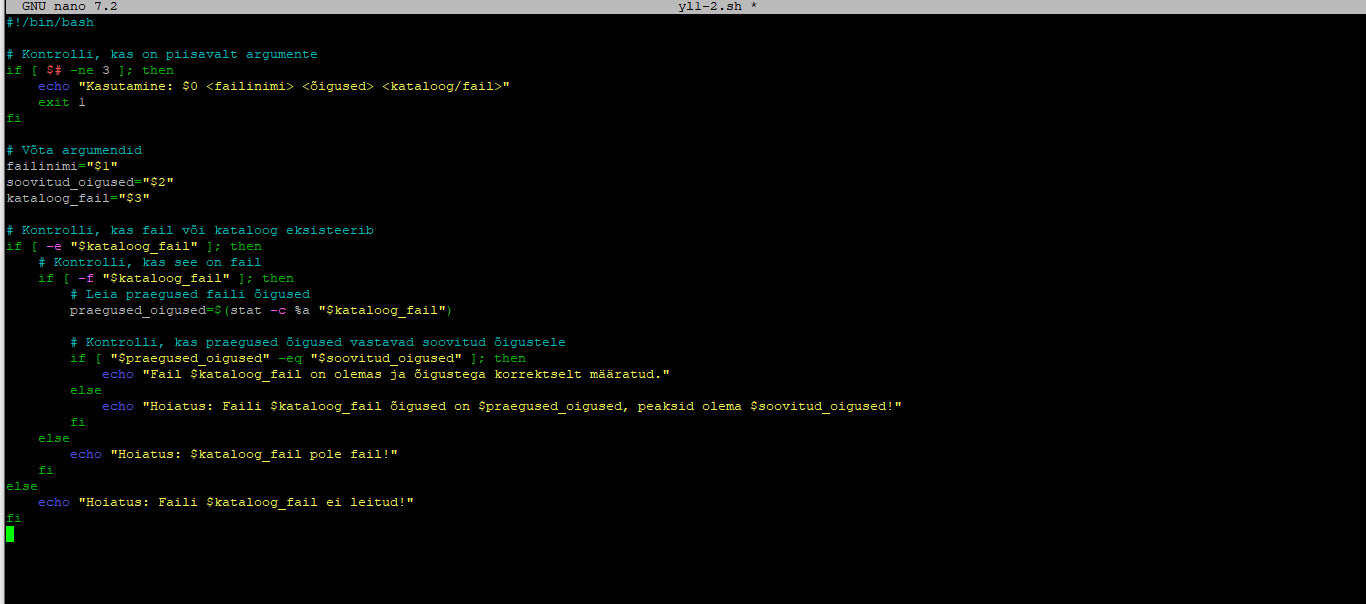 GNU nano 7.2 yll-2.sh *
#!/bin/bash
# Kontrolli, kas on piisavalt argumente
if [ $# -ne 3 ]; then
    echo "Kasutamine: $0 <failinimi> <õigused> <kataloog/fail>"
    exit 1
fi
# Võta argumendid
failinimi="$1"
soovitud_oigused="$2"
kataloog_fail="$3"
# Kontrolli, kas fail või kataloog eksisteerib
if [ -e "$kataloog_fail" ]; then
    # Kontrolli, kas see on fail
    if [ -f "$kataloog_fail" ]; then
        # Leia praegused faili õigused
        praegused_oigused=$(stat -c %a "$kataloog_fail")
        # Kontrolli, kas praegused õigused vastavad soovitud õigustele
        if [ "$praegused_oigused" -eq "$soovitud_oigused" ]; then
            echo "Fail $kataloog_fail on olemas ja õigustega korrektselt määratud."
        else
            echo "Hoiatus: Faili $kataloog_fail õigused on $praegused_oigused, peaksid olema $soovitud_oigused!"
        fi
    else
        echo "Hoiatus: $kataloog_fail pole fail!"
    fi
else
    echo "Hoiatus: Faili $kataloog_fail ei leitud!"
fi